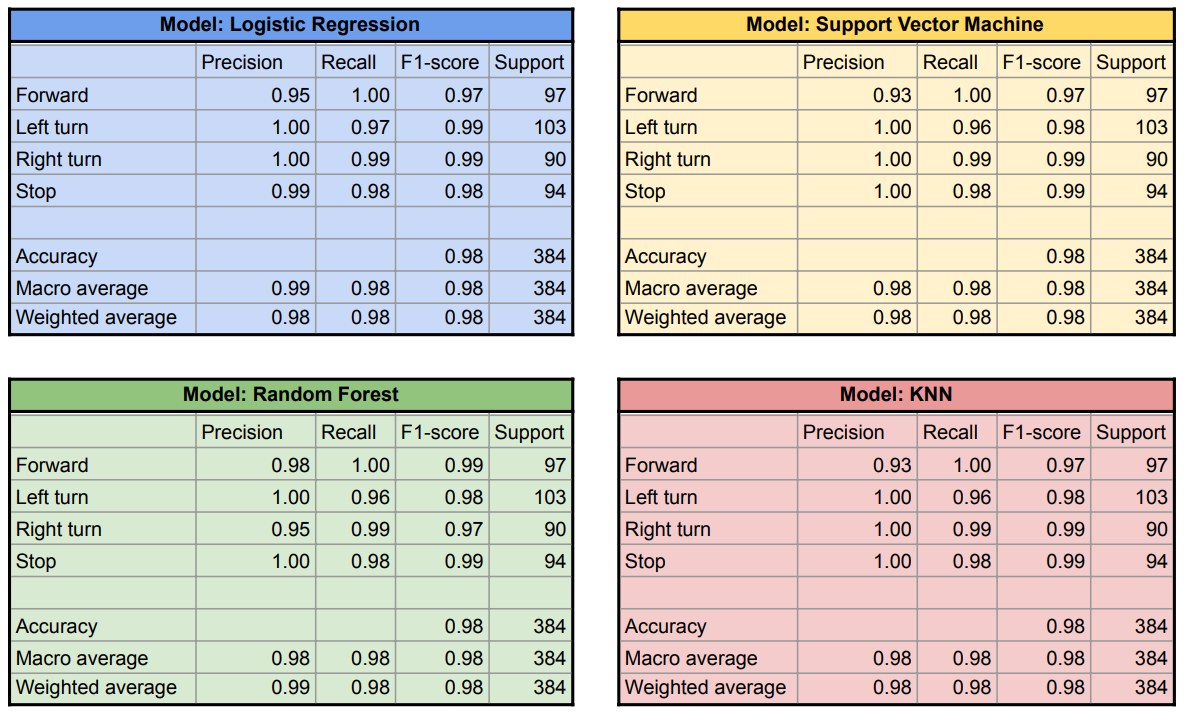 Model: Logistic Regression
Precision Recall F1-score Support
Forward 0.95 1.00 0.97 97
Left turn 1.00 0.97 0.99 103
Right turn 1.00 0.99 0.99 90
Stop 0.99 0.98 0.98 94
Accuracy 0.98 384
Macro average 0.99 0.98 0.98 384
Weighted average 0.98 0.98 0.98 384
Model: Support Vector Machine
Precision Recall F1-score Support
Forward 0.93 1.00 0.97 97
Left turn 1.00 0.96 0.98 103
Right turn 1.00 0.99 0.99 90
Stop 1.00 0.98 0.99 94
Accuracy 0.98 384
Macro average 0.98 0.98 0.98 384
Weighted average 0.98 0.98 0.98 384
Model: Random Forest
Precision Recall F1-score Support
Forward 0.98 1.00 0.99 97
Left turn 1.00 0.96 0.98 103
Right turn 0.95 0.99 0.97 90
Stop 1.00 0.98 0.99 94
Accuracy 0.98 384
Macro average 0.98 0.98 0.98 384
Weighted average 0.99 0.98 0.98 384
Model: KNN
Precision Recall F1-score Support
Forward 0.93 1.00 0.97 97
Left turn 1.00 0.96 0.98 103
Right turn 1.00 0.99 0.99 90
Stop 1.00 0.98 0.99 94
Accuracy 0.98 384
Macro average 0.98 0.98 0.98 384
Weighted average 0.98 0.98 0.98 384